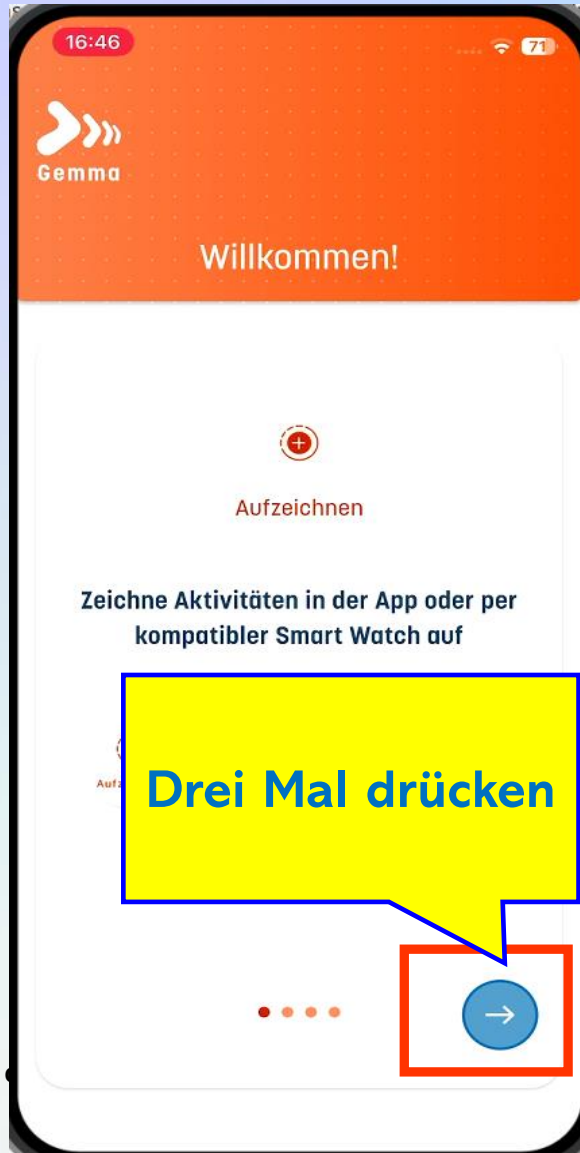 16:46
71
Gemma
Willkommen!
Aufzeichnen
Zeichne Aktivitäten in der App oder per
kompatibler Smart Watch auf
Drei Mal drücken